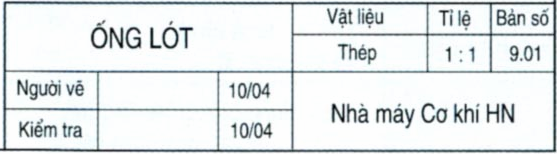 ỐNG LÓT
Vật liệu Tỉ lệ Bản số
Thép 1 : 1 9.01
Người vẽ 10/04
Kiểm tra 10/04
Nhà máy Cơ khí HN